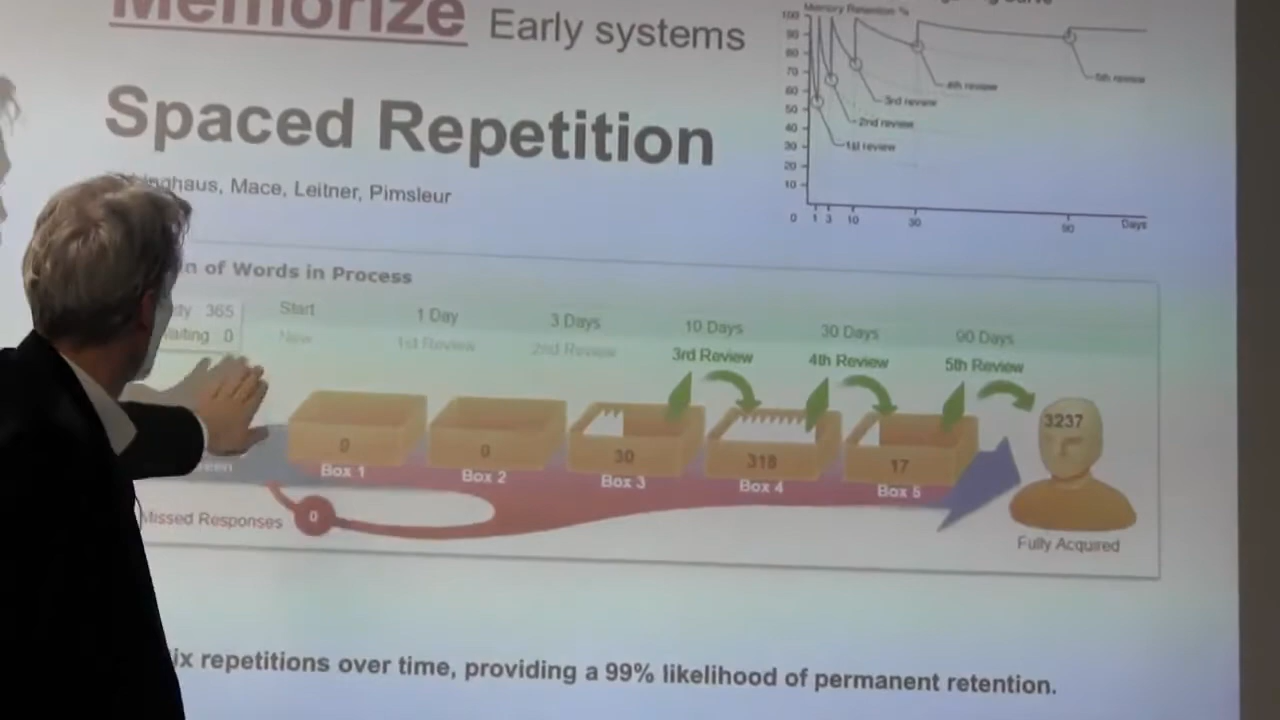 Memorize Early systems
Spaced Repetition
inghaus, Mace, Leitner, Pimsleur
Memory Retention %
100
90
80
70
60
50
40
30
20
10
0 1 3 10 30 90 Days
1st review
2nd review
3rd review
4th review
5th review
n of Words in Process
365
aiting 0
Start
New
1 Day
1st Review
3 Days
2nd Review
10 Days
3rd Review
30 Days
4th Review
90 Days
5th Review
0
Box 1
0
Box 2
30
Box 3
318
Box 4
17
Box 5
3237
Fully Acquired
Missed Responses 0
ix repetitions over time, providing a 99% likelihood of permanent retention.